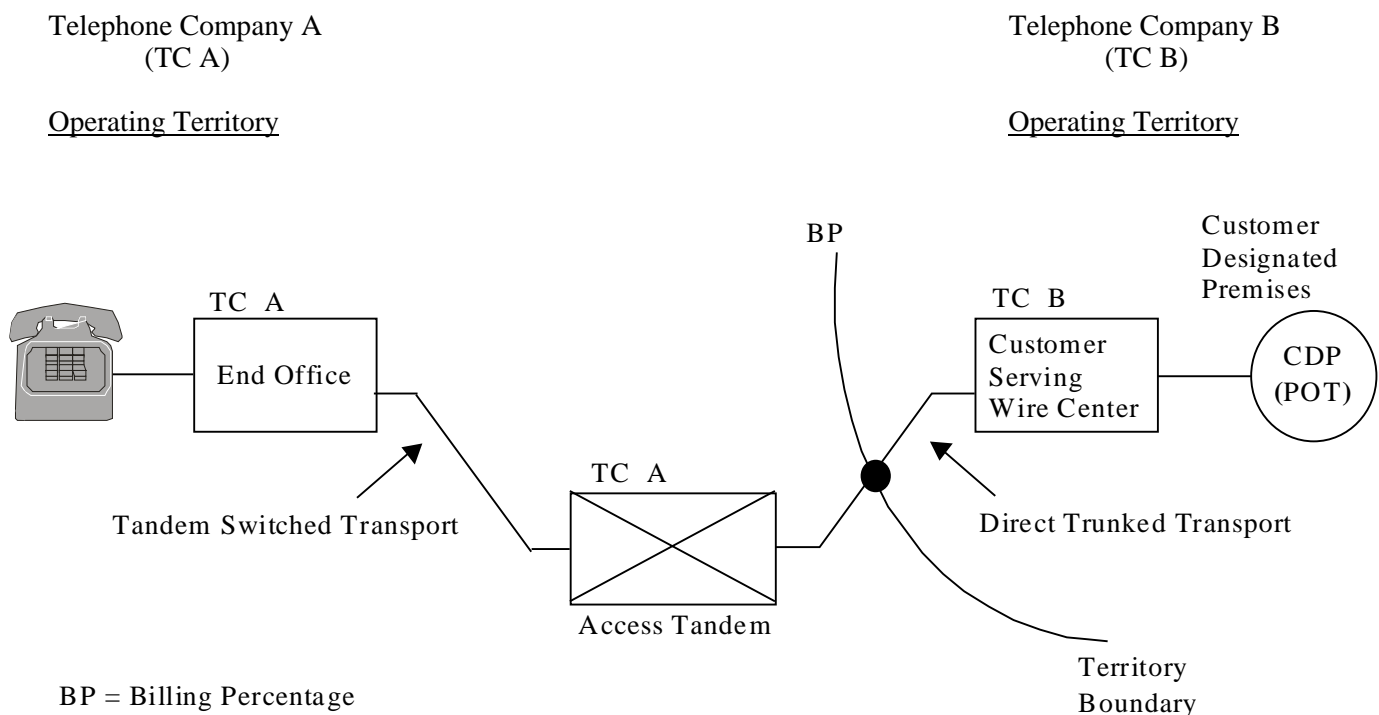 Telephone Company A
(TC A)
Operating Territory
Telephone Company B
(TC B)
Operating Territory
BP
Customer
Designated
Premises
TC A
End Office
TC B
Customer
Serving
Wire Center
CDP
(POT)
TC A
Tandem Switched Transport
Direct Trunked Transport
Access Tandem
Territory
Boundary
BP = Billing Percentage